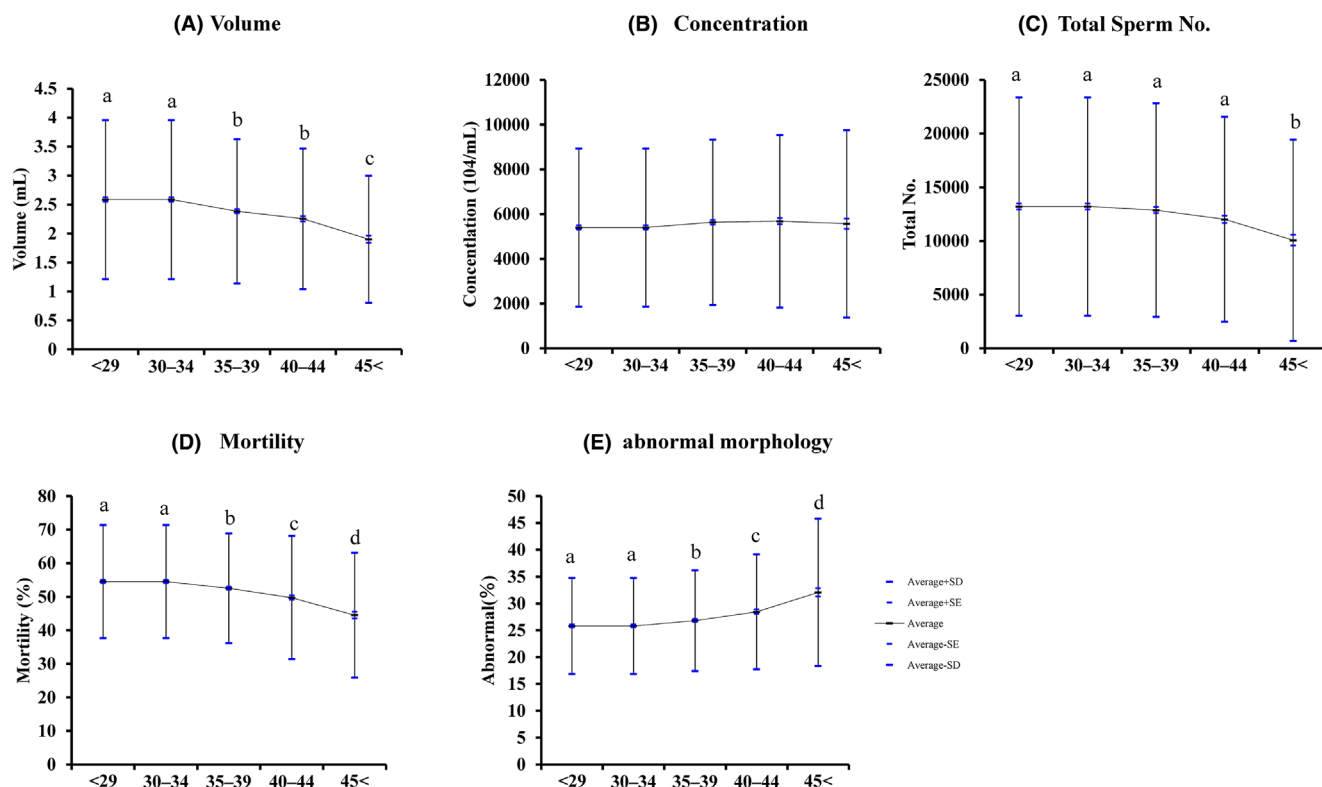 (A) Volume
4.5
4
3.5
3
2.5
2
1.5
1
0.5
0
Volume (mL)
a a b b c
<29 30–34 35–39 40–44 45<
(B) Concentration
12000
10000
8000
6000
4000
2000
0
Concentlation (104/mL)
<29 30–34 35–39 40–44 45<
(C) Total Sperm No.
25000
20000
15000
10000
5000
0
Total No.
a a a a b
<29 30–34 35–39 40–44 45<
(D) Mortility
80
70
60
50
40
30
20
10
0
Mortility (%)
a a b c d
<29 30–34 35–39 40–44 45<
(E) abnormal morphology
50
45
40
35
30
25
20
15
10
5
0
Abnormal(%)
a a b c d
<29 30–34 35–39 40–44 45<
Average+SD
Average+SE
Average
Average-SE
Average-SD